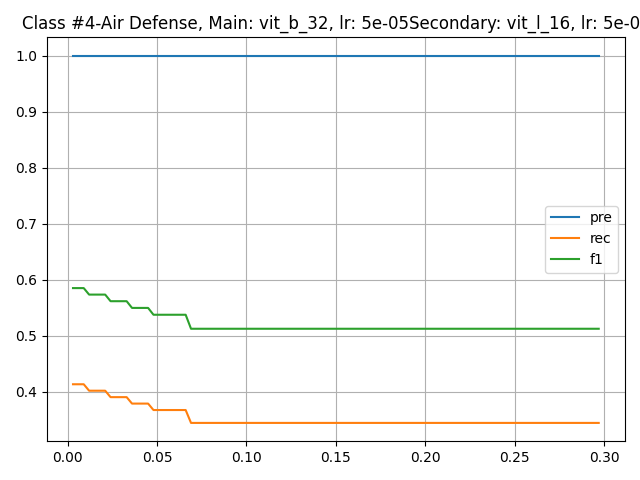 Class #4-Air Defense, Main: vit_b_32, lr: 5e-05Secondary: vit_l_16, lr: 5e-0
1.0
0.9
0.8
0.7
0.6
0.5
0.4
pre
rec
f1
0.00 0.05 0.10 0.15 0.20 0.25 0.30